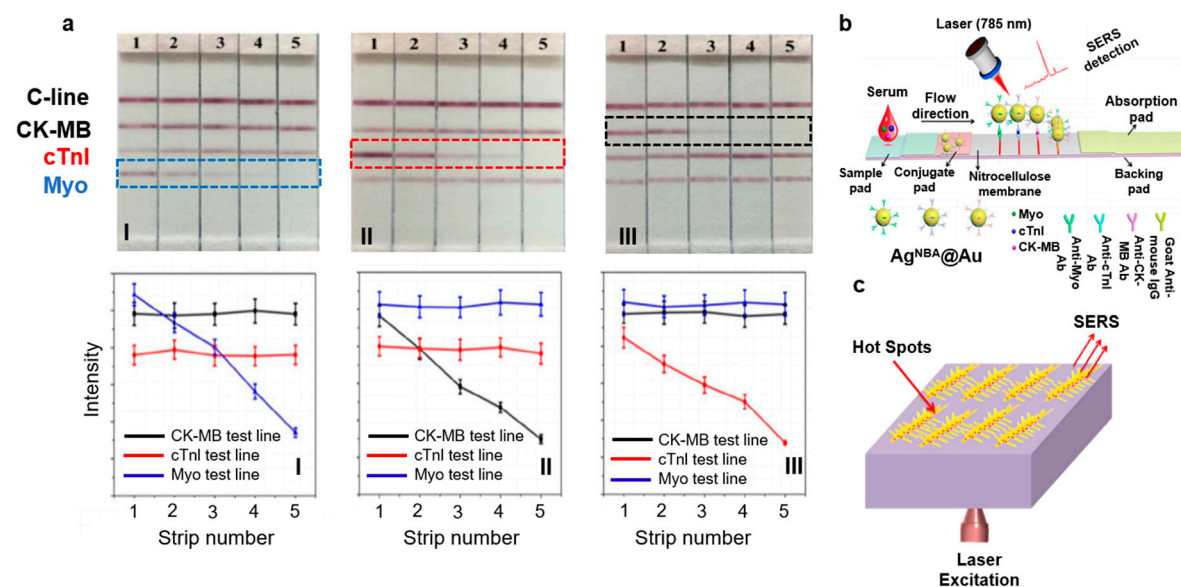 a
1 2 3 4 5
1 2 3 4 5
1 2 3 4 5
C-line
CK-MB
cTnI
Myo
I
II
III
Intensity
CK-MB test line
cTnI test line
Myo test line
I
1 2 3 4 5
Strip number
CK-MB test line
cTnI test line
Myo test line
II
1 2 3 4 5
Strip number
CK-MB test line
cTnI test line
Myo test line
III
1 2 3 4 5
Strip number
b
Laser (785 nm)
SERS
detection
Serum
Flow
direction
Absorption
pad
Sample
pad
Conjugate
pad
Nitrocellulose
membrane
Backing
pad
Myo
cTnI
CK-MB
Ag^NBA@Au
Anti-Myo
Ab
Anti-cTnI
Ab
Anti-CK-
MB Ab
Goat Anti-
mouse IgG
c
SERS
Hot Spots
Laser
Excitation